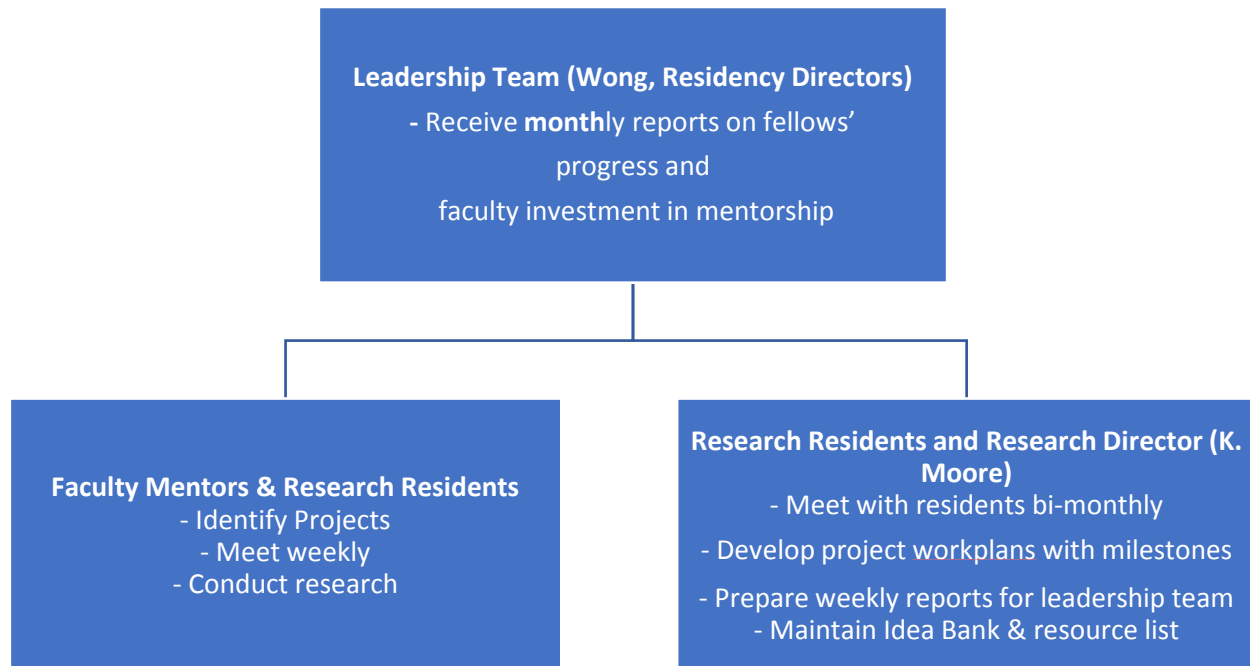 Leadership Team (Wong, Residency Directors)
- Receive monthly reports on fellows’
progress and
faculty investment in mentorship
Faculty Mentors & Research Residents
- Identify Projects
- Meet weekly
- Conduct research
Research Residents and Research Director (K.
Moore)
- Meet with residents bi-monthly
- Develop project workplans with milestones
- Prepare weekly reports for leadership team
- Maintain Idea Bank & resource list